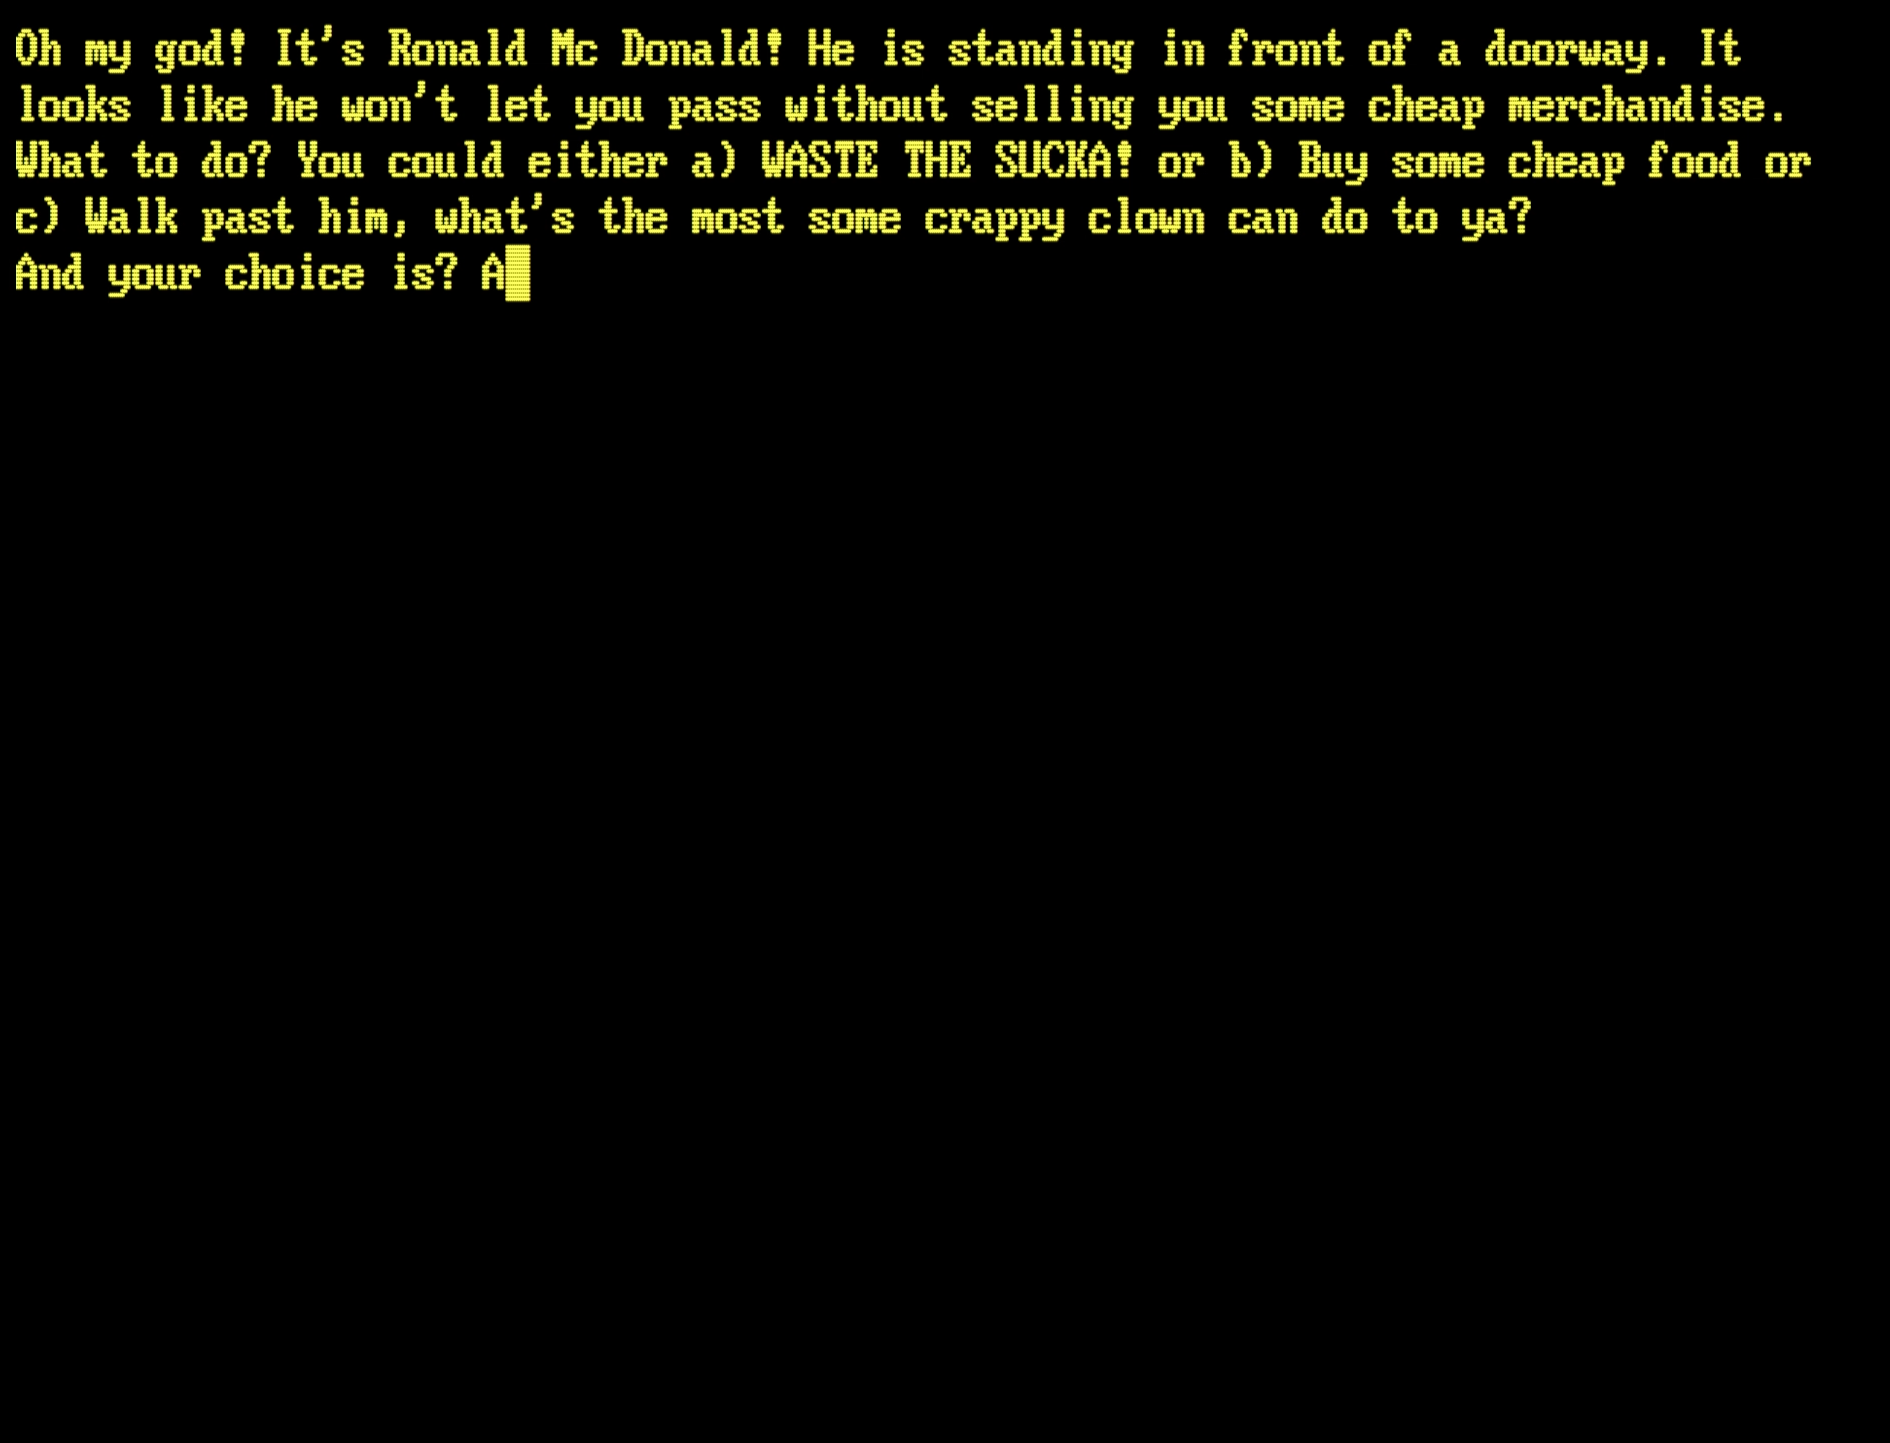 Oh my god! It's Ronald Mc Donald! He is standing in front of a doorway. It
looks like he won't let you pass without selling you some cheap merchandise.
What to do? You could either a) WASTE THE SUCKA! or b) Buy some cheap food or
c) Walk past him, what's the most some crappy clown can do to ya?
And your choice is? A